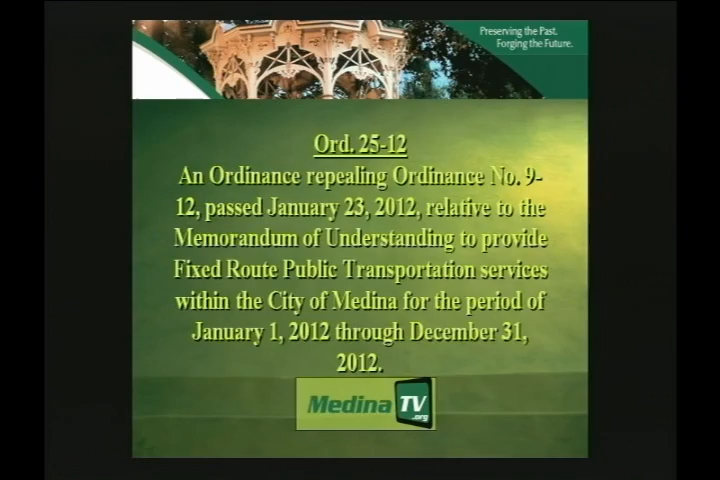 Preserving the Past.
Forging the Future.
Ord. 25-12
An Ordinance repealing Ordinance No. 9-
12, passed January 23, 2012, relative to the
Memorandum of Understanding to provide
Fixed Route Public Transportation services
within the City of Medina for the period of
January 1, 2012 through December 31,
2012.
Medina TV
.org